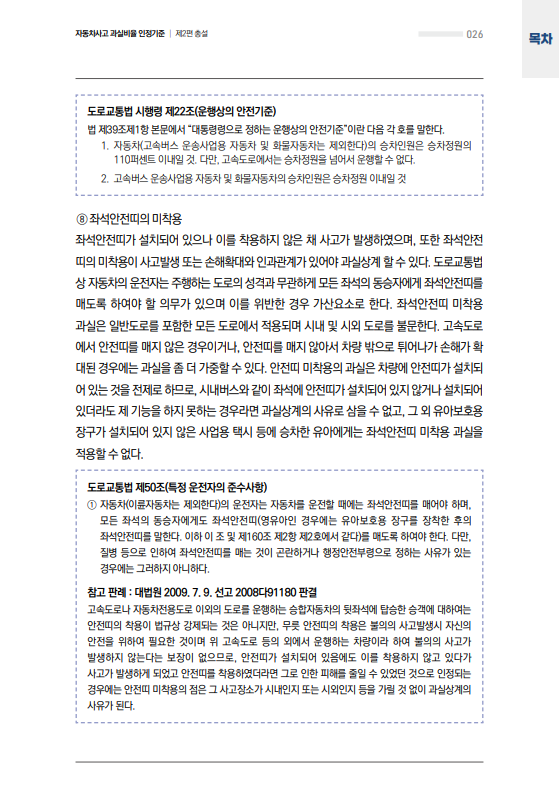 자동차사고 과실비율 인정기준 | 제2편 총설
026
목차
도로교통법 시행령 제22조(운행상의 안전기준)
법 제39조제1항 본문에서 “대통령령으로 정하는 운행상의 안전기준”이란 다음 각 호를 말한다.
1. 자동차(고속버스 운송사업용 자동차 및 화물자동차는 제외한다)의 승차인원은 승차정원의
110퍼센트 이내일 것. 다만, 고속도로에서는 승차정원을 넘어서 운행할 수 없다.
2. 고속버스 운송사업용 자동차 및 화물자동차의 승차인원은 승차정원 이내일 것
⑧ 좌석안전띠의 미착용
좌석안전띠가 설치되어 있으나 이를 착용하지 않은 채 사고가 발생하였으며, 또한 좌석안전
띠의 미착용이 사고발생 또는 손해확대와 인과관계가 있어야 과실상계 할 수 있다. 도로교통법
상 자동차의 운전자는 주행하는 도로의 성격과 무관하게 모든 좌석의 동승자에게 좌석안전띠를
매도록 하여야 할 의무가 있으며 이를 위반한 경우 가산요소로 한다. 좌석안전띠 미착용
과실은 일반도로를 포함한 모든 도로에서 적용되며 시내 및 시외 도로를 불문한다. 고속도로
에서 안전띠를 매지 않은 경우이거나, 안전띠를 매지 않아서 차량 밖으로 튀어나가 손해가 확
대된 경우에는 과실을 좀 더 가중할 수 있다. 안전띠 미착용의 과실은 차량에 안전띠가 설치되
어 있는 것을 전제로 하므로, 시내버스와 같이 좌석에 안전띠가 설치되어 있지 않거나 설치되어
있더라도 제 기능을 하지 못하는 경우라면 과실상계의 사유로 삼을 수 없고, 그 외 유아보호용
장구가 설치되어 있지 않은 사업용 택시 등에 승차한 유아에게는 좌석안전띠 미착용 과실을
적용할 수 없다.
도로교통법 제50조(특정 운전자의 준수사항)
① 자동차(이륜자동차는 제외한다)의 운전자는 자동차를 운전할 때에는 좌석안전띠를 매어야 하며,
모든 좌석의 동승자에게도 좌석안전띠(영유아인 경우에는 유아보호용 장구를 장착한 후의
좌석안전띠를 말한다. 이하 이 조 및 제160조 제2항 제2호에서 같다)를 매도록 하여야 한다. 다만,
질병 등으로 인하여 좌석안전띠를 매는 것이 곤란하거나 행정안전부령으로 정하는 사유가 있는
경우에는 그러하지 아니하다.
참고 판례 : 대법원 2009. 7. 9. 선고 2008다91180 판결
고속도로나 자동차전용도로 이외의 도로를 운행하는 승합자동차의 뒷좌석에 탑승한 승객에 대하여는
안전띠의 착용이 법규상 강제되는 것은 아니지만, 무릇 안전띠의 착용은 불의의 사고발생시 자신의
안전을 위하여 필요한 것이며 위 고속도로 등의 외에서 운행하는 차량이라 하여 불의의 사고가
발생하지 않는다는 보장이 없으므로, 안전띠가 설치되어 있음에도 이를 착용하지 않고 있다가
사고가 발생하게 되었고 안전띠를 착용하였더라면 그로 인한 피해를 줄일 수 있었던 것으로 인정되는
경우에는 안전띠 미착용의 점은 그 사고장소가 시내인지 또는 시외인지 등을 가릴 것 없이 과실상계의
사유가 된다.